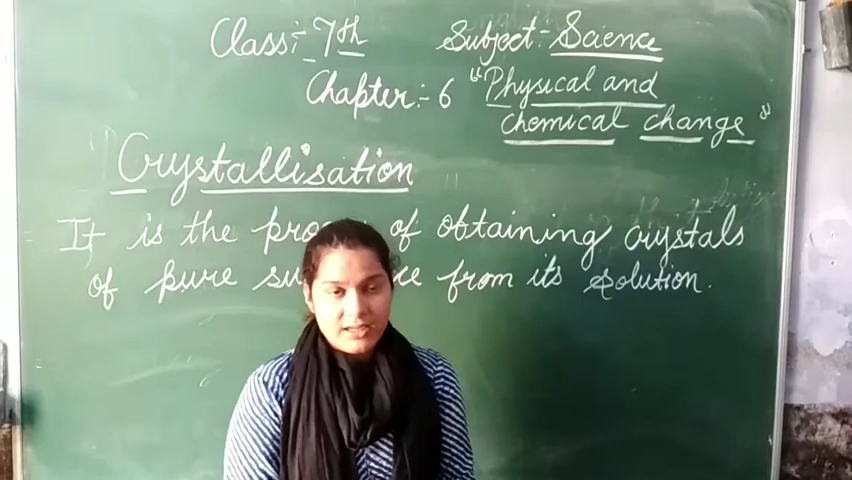 Class:- 7th Subject:- Science
Chapter:- 6 "Physical and
chemical change"
Crystallisation
It is the of obtaining crystals
of pure from its solution.